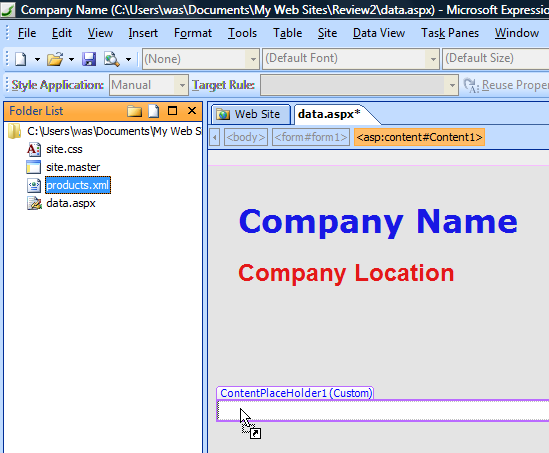 Company Name (C:\Users\was\Documents\My Web Sites\Review2\data.aspx) - Microsoft Expression
File Edit View Insert Format Tools Table Site Data View Task Panes Window
(None) (Default Font) (Default Size)
Style Application: Manual Target Rule: Reuse Proper
Folder List
Web Site data.aspx*
C:\Users\was\Documents\My Web S
<body> <form#form1> <asp:content#Content1>
site.css
site.master
products.xml
data.aspx
Company Name
Company Location
ContentPlaceHolder1 (Custom)